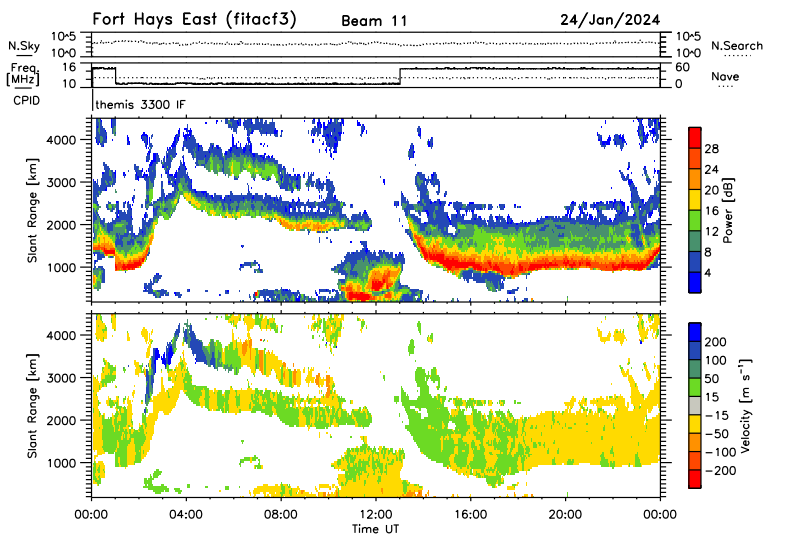 Fort Hays East (fitacf3) Beam 11 24/Jan/2024
N.Sky 10^5 10^0 10^5 10^0 N.Search
Freq. [MHz] 16 10 60 0 Nave
CPID themis 3300 IF
Slant Range [km] 4000 3000 2000 1000
Power [dB] 28 24 20 16 12 8 4
Slant Range [km] 4000 3000 2000 1000
Velocity [m s⁻¹] 200 100 50 15 −15 −50 −100 −200
00:00 04:00 08:00 12:00 16:00 20:00 00:00
Time UT